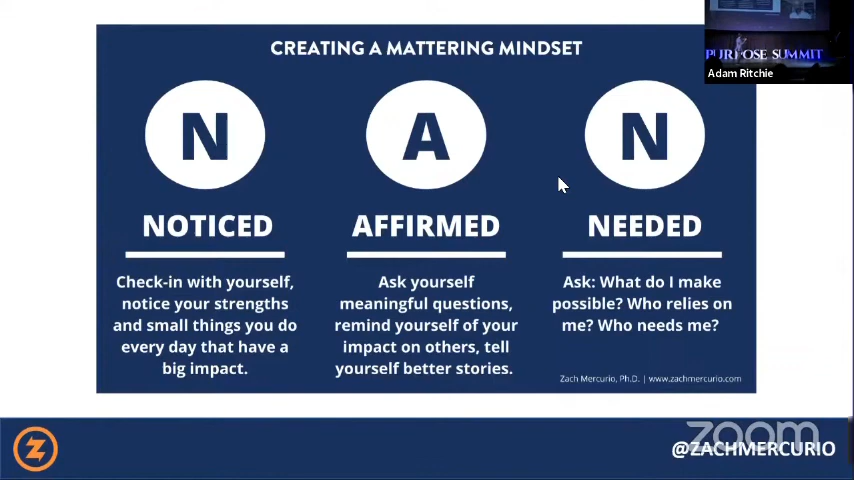 CREATING A MATTERING MINDSET
PURPOSE SUMMIT
Adam Ritchie
N
A
N
NOTICED
AFFIRMED
NEEDED
Check-in with yourself,
notice your strengths
and small things you do
every day that have a
big impact.
Ask yourself
meaningful questions,
remind yourself of your
impact on others, tell
yourself better stories.
Ask: What do I make
possible? Who relies on
me? Who needs me?
Zach Mercurio, Ph.D. | www.zachmercurio.com
zoom
@ZACHMERCURIO